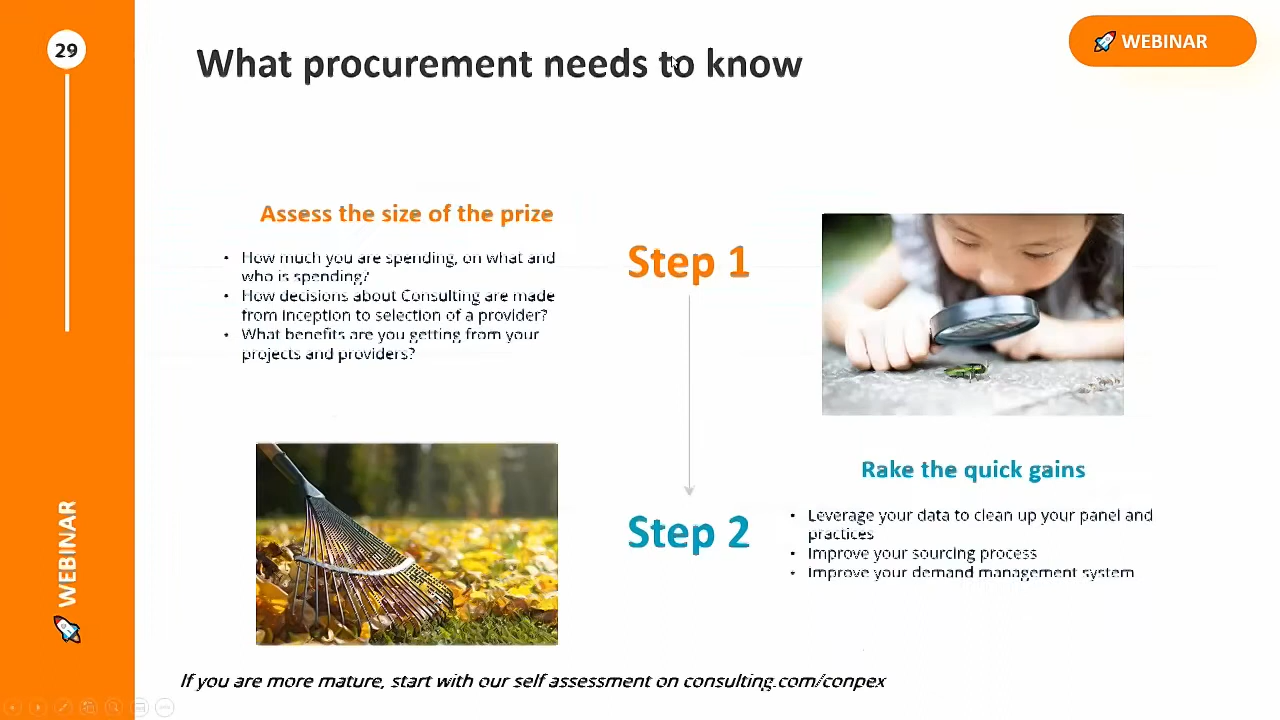 29
What procurement needs to know
WEBINAR
Assess the size of the prize
• How much you are spending, on what and
who is spending?
• How decisions about Consulting are made
from inception to selection of a provider?
• What benefits are you getting from your
projects and providers?
Step 1
Step 2
Rake the quick gains
• Leverage your data to clean up your panel and
practices
• Improve your sourcing process
• Improve your demand management system
WEBINAR
If you are more mature, start with our self assessment on consulting.com/conpex